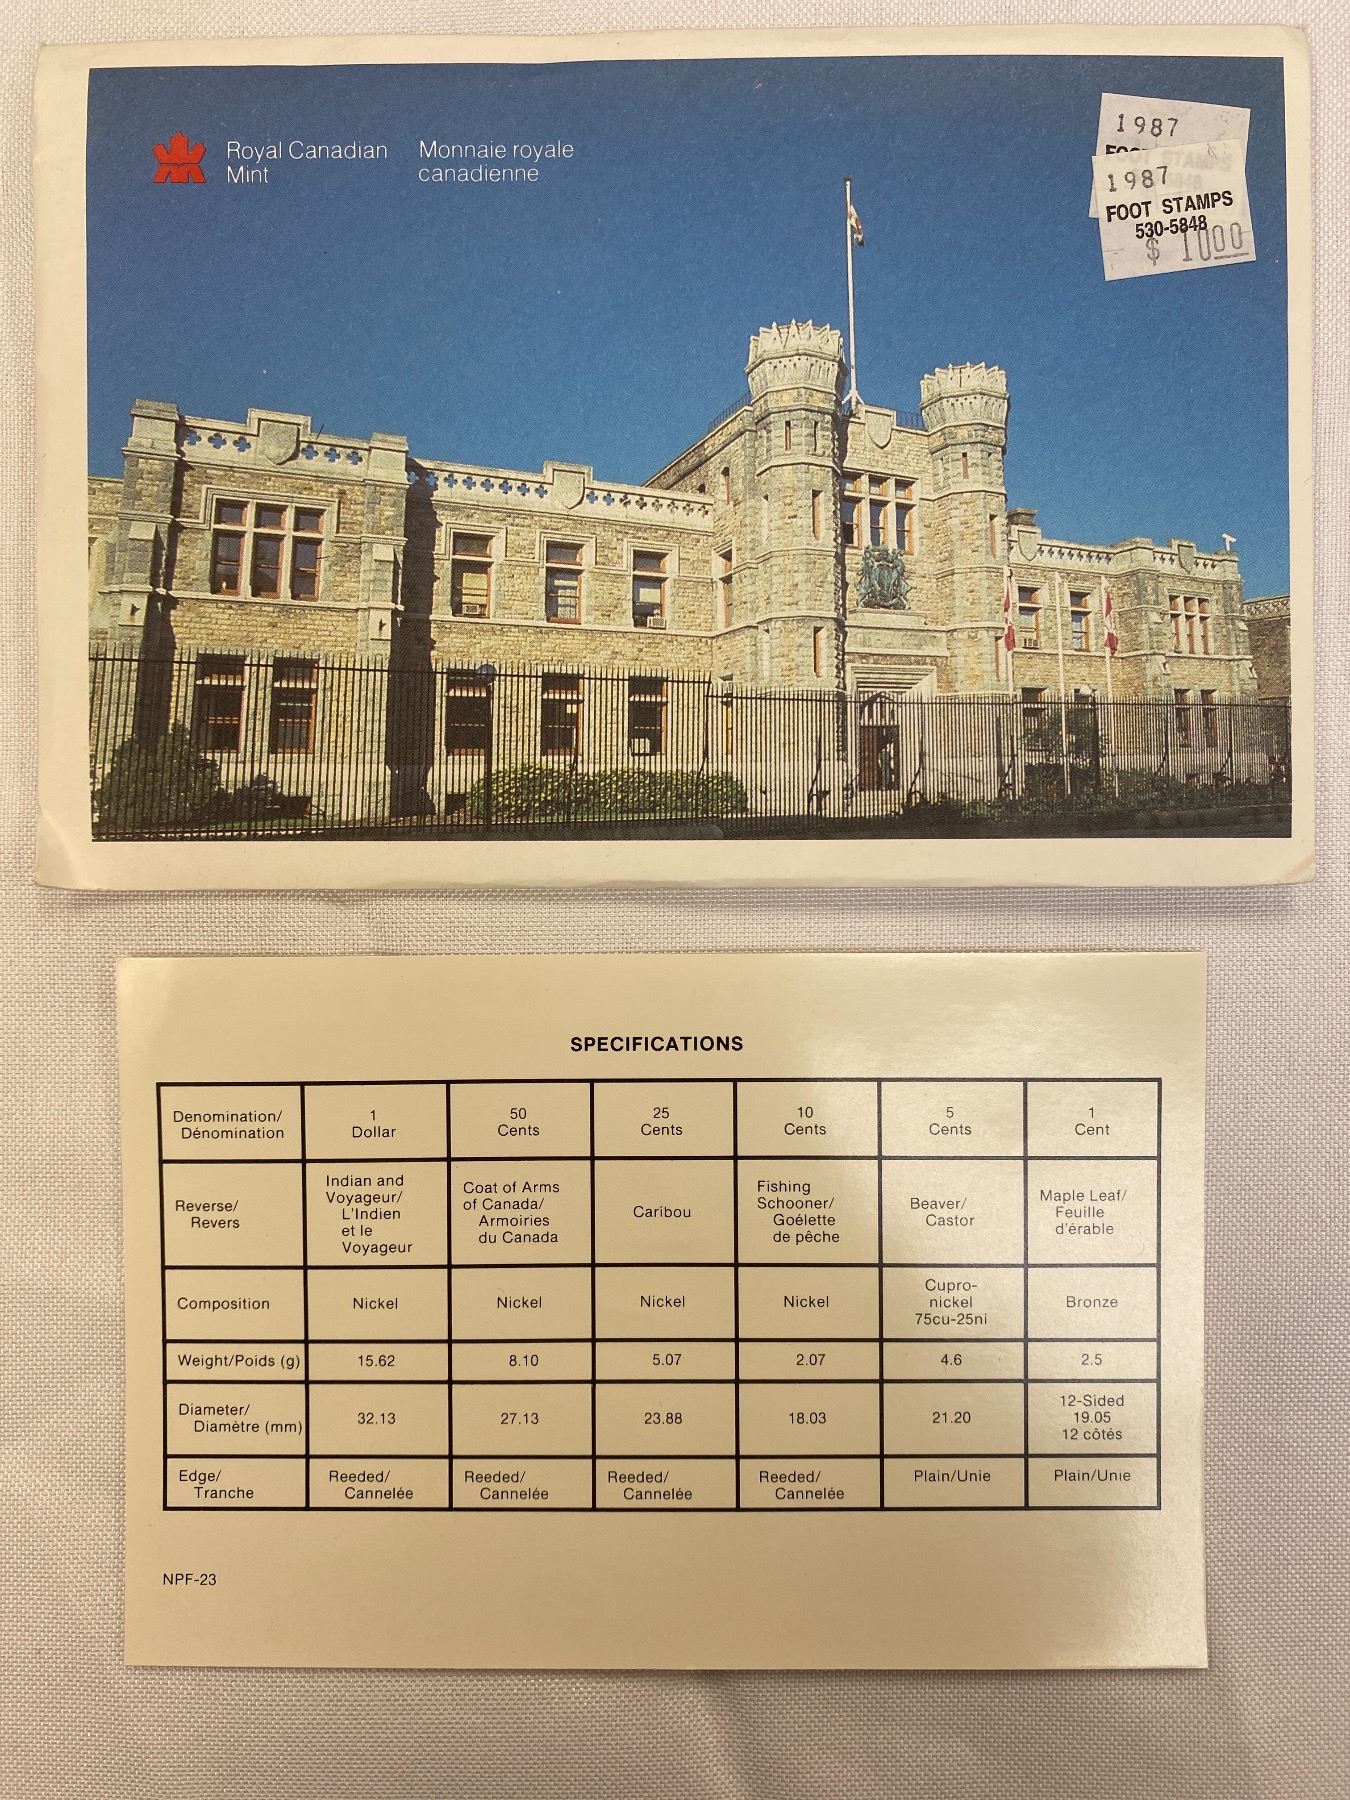 Royal Canadian
Mint
Monnaie royale
canadienne
1987
1987
FOOT STAMPS
530-5848
$ 10.00
SPECIFICATIONS
Denomination/
Dénomination
1
Dollar
50
Cents
25
Cents
10
Cents
5
Cents
1
Cent
Reverse/
Revers
Indian and
Voyageur/
L'Indien
et le
Voyageur
Coat of Arms
of Canada/
Armoiries
du Canada
Caribou
Fishing
Schooner/
Goélette
de pêche
Beaver/
Castor
Maple Leaf/
Feuille
d'érable
Composition
Nickel
Nickel
Nickel
Nickel
Cupro-
nickel
75cu-25ni
Bronze
Weight/Poids (g)
15.62
8.10
5.07
2.07
4.6
2.5
Diameter/
Diamètre (mm)
32.13
27.13
23.88
18.03
21.20
12-Sided
19.05
12 côtés
Edge/
Tranche
Reeded/
Cannelée
Reeded/
Cannelée
Reeded/
Cannelée
Reeded/
Cannelée
Plain/Unie
Plain/Unie
NPF-23